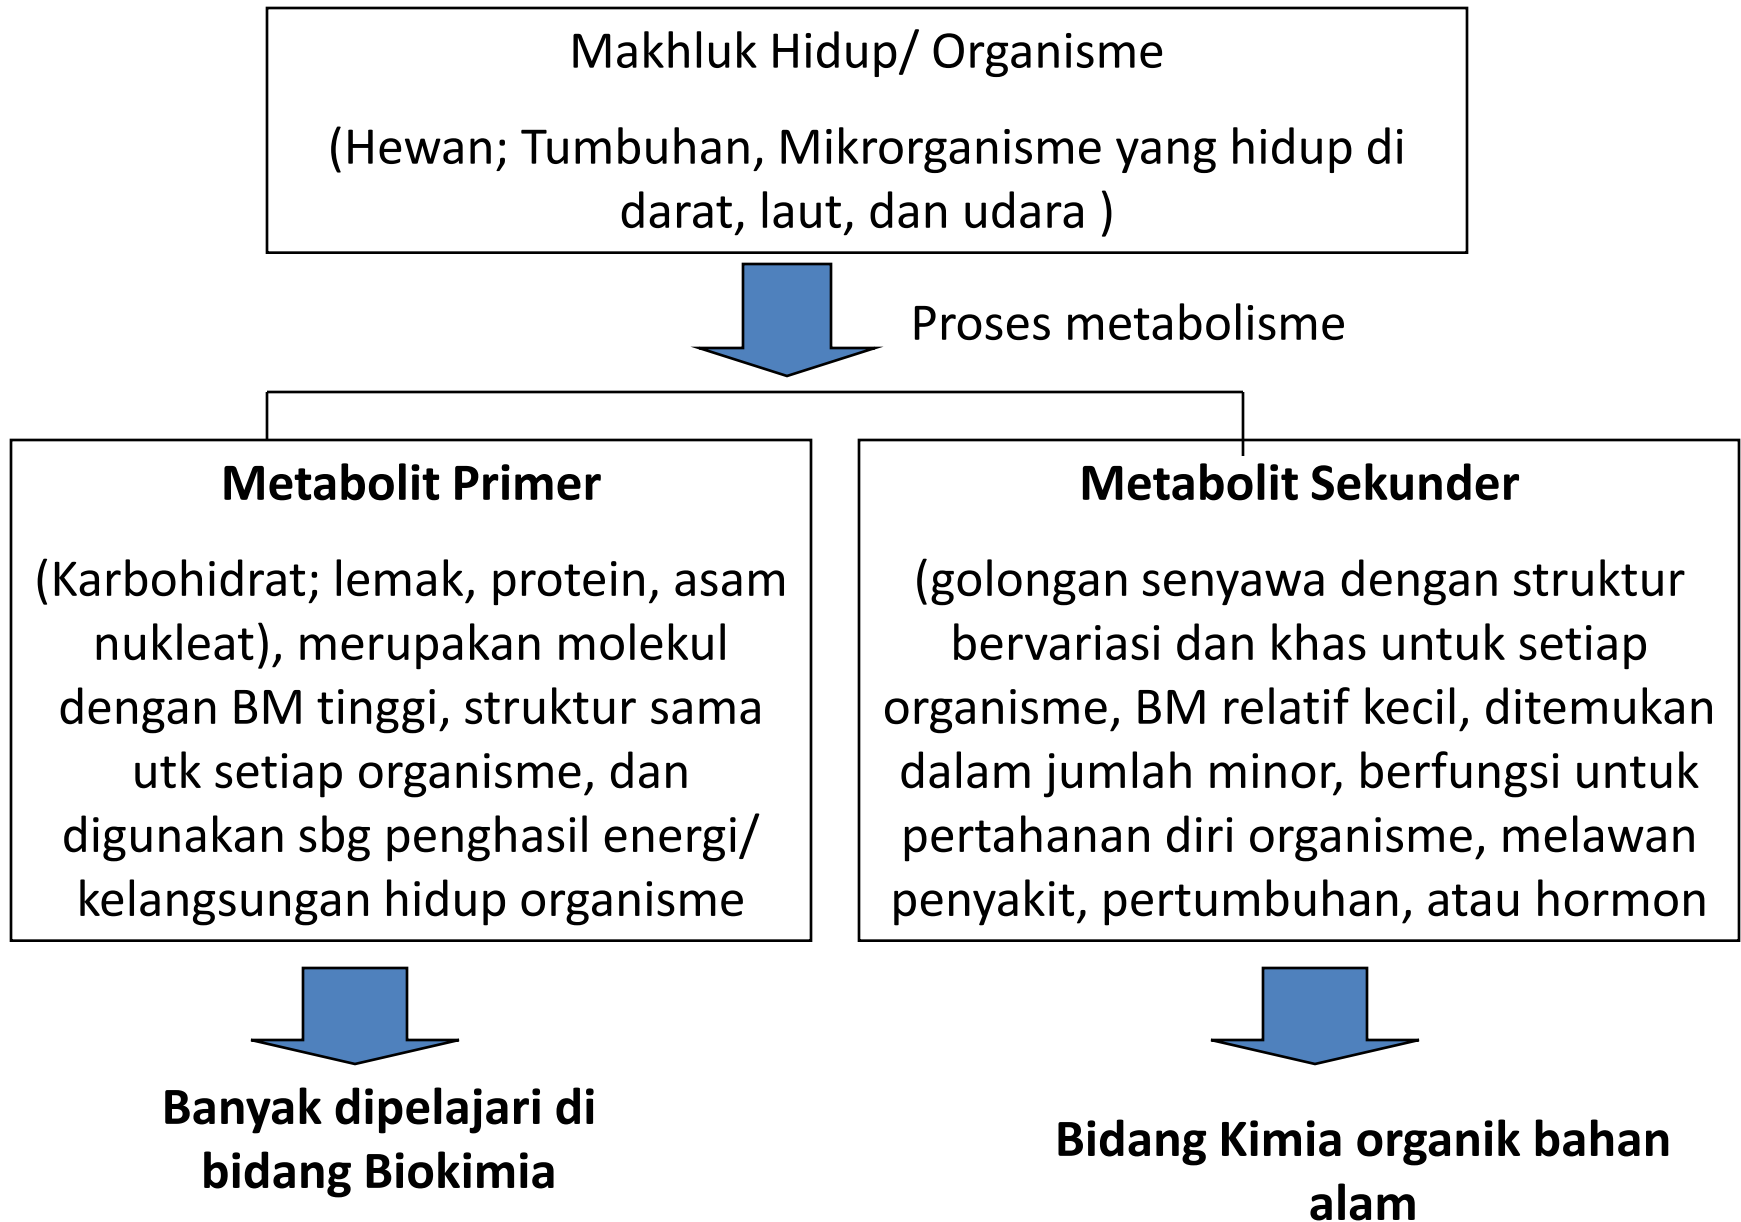 Makhluk Hidup/ Organisme
(Hewan; Tumbuhan, Mikrorganisme yang hidup di
darat, laut, dan udara )
Proses metabolisme
Metabolit Primer
(Karbohidrat; lemak, protein, asam
nukleat), merupakan molekul
dengan BM tinggi, struktur sama
utk setiap organisme, dan
digunakan sbg penghasil energi/
kelangsungan hidup organisme
Metabolit Sekunder
(golongan senyawa dengan struktur
bervariasi dan khas untuk setiap
organisme, BM relatif kecil, ditemukan
dalam jumlah minor, berfungsi untuk
pertahanan diri organisme, melawan
penyakit, pertumbuhan, atau hormon
Banyak dipelajari di
bidang Biokimia
Bidang Kimia organik bahan
alam